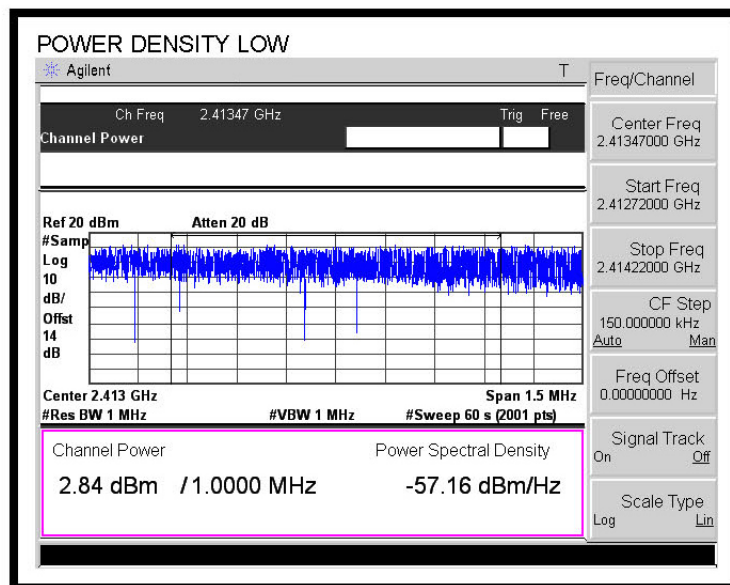 POWER DENSITY LOW
Agilent T
Ch Freq 2.41347 GHz Trig Free
Channel Power
Ref 20 dBm Atten 20 dB
#Samp
Log
10
dB/
Offst
14
dB
Center 2.413 GHz Span 1.5 MHz
#Res BW 1 MHz #VBW 1 MHz #Sweep 60 s (2001 pts)
Channel Power Power Spectral Density
2.84 dBm /1.0000 MHz -57.16 dBm/Hz
Freq/Channel
Center Freq
2.41347000 GHz
Start Freq
2.41272000 GHz
Stop Freq
2.41422000 GHz
CF Step
150.000000 kHz
Auto Man
Freq Offset
0.00000000 Hz
Signal Track
On Off
Scale Type
Log Lin